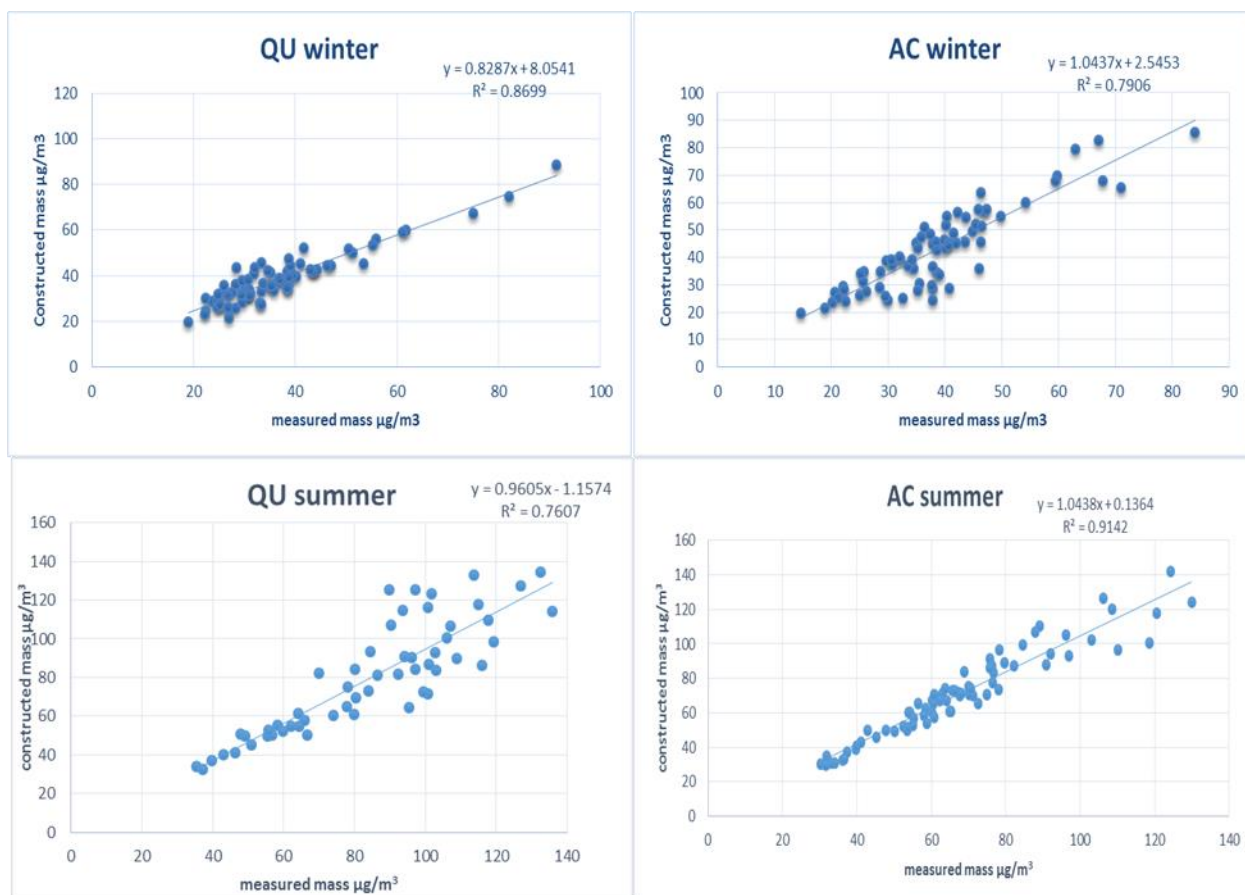 QU winter
y = 0.8287x + 8.0541
R² = 0.8699
120
100
80
60
40
20
0
Constructed mass µg/m3
0 20 40 60 80 100
measured mass µg/m3
AC winter
y = 1.0437x + 2.5453
R² = 0.7906
100
90
80
70
60
50
40
30
20
10
0
Constructed mass µg/m3
0 10 20 30 40 50 60 70 80 90
measured mass µg/m3
QU summer
y = 0.9605x - 1.1574
R² = 0.7607
160
140
120
100
80
60
40
20
0
constructed mass µg/m³
0 20 40 60 80 100 120 140
measured mass µg/m³
AC summer
y = 1.0438x + 0.1364
R² = 0.9142
160
140
120
100
80
60
40
20
0
constructed mass µg/m³
0 20 40 60 80 100 120 140
measured mass µg/m³